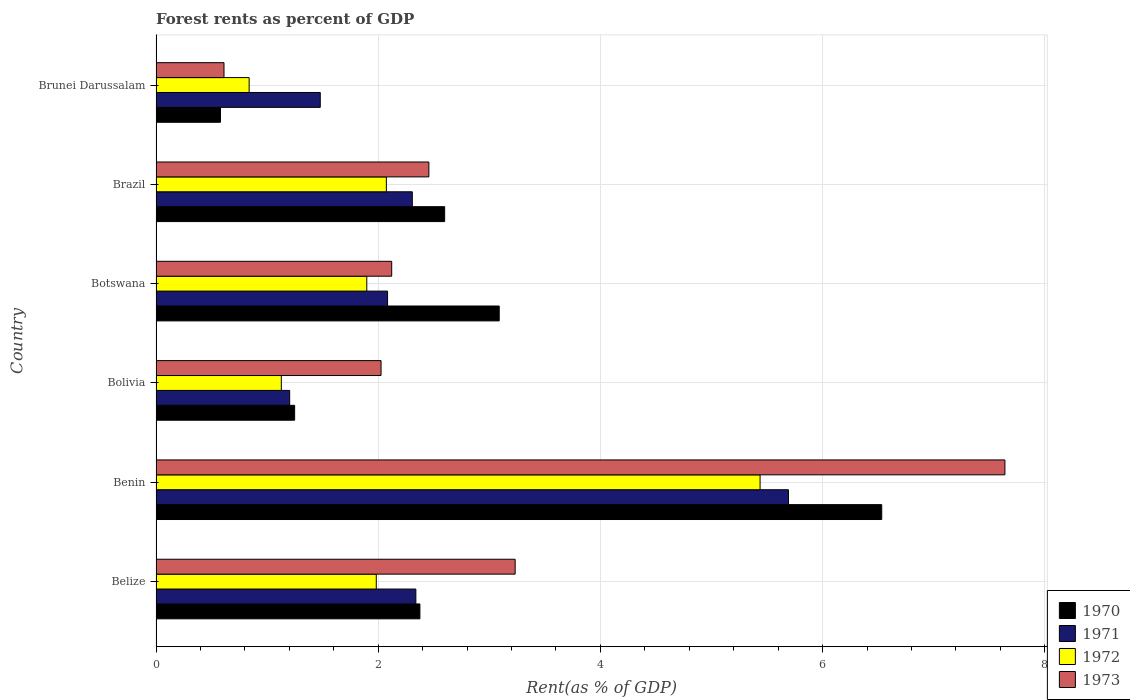 Forest rents as percent of GDP
Brunei Darussalam
Brazil
Botswana
Bolivia
Benin
Belize
Country
0
2
4
6
8
Rent(as % of GDP)
1970
1971
1972
1973